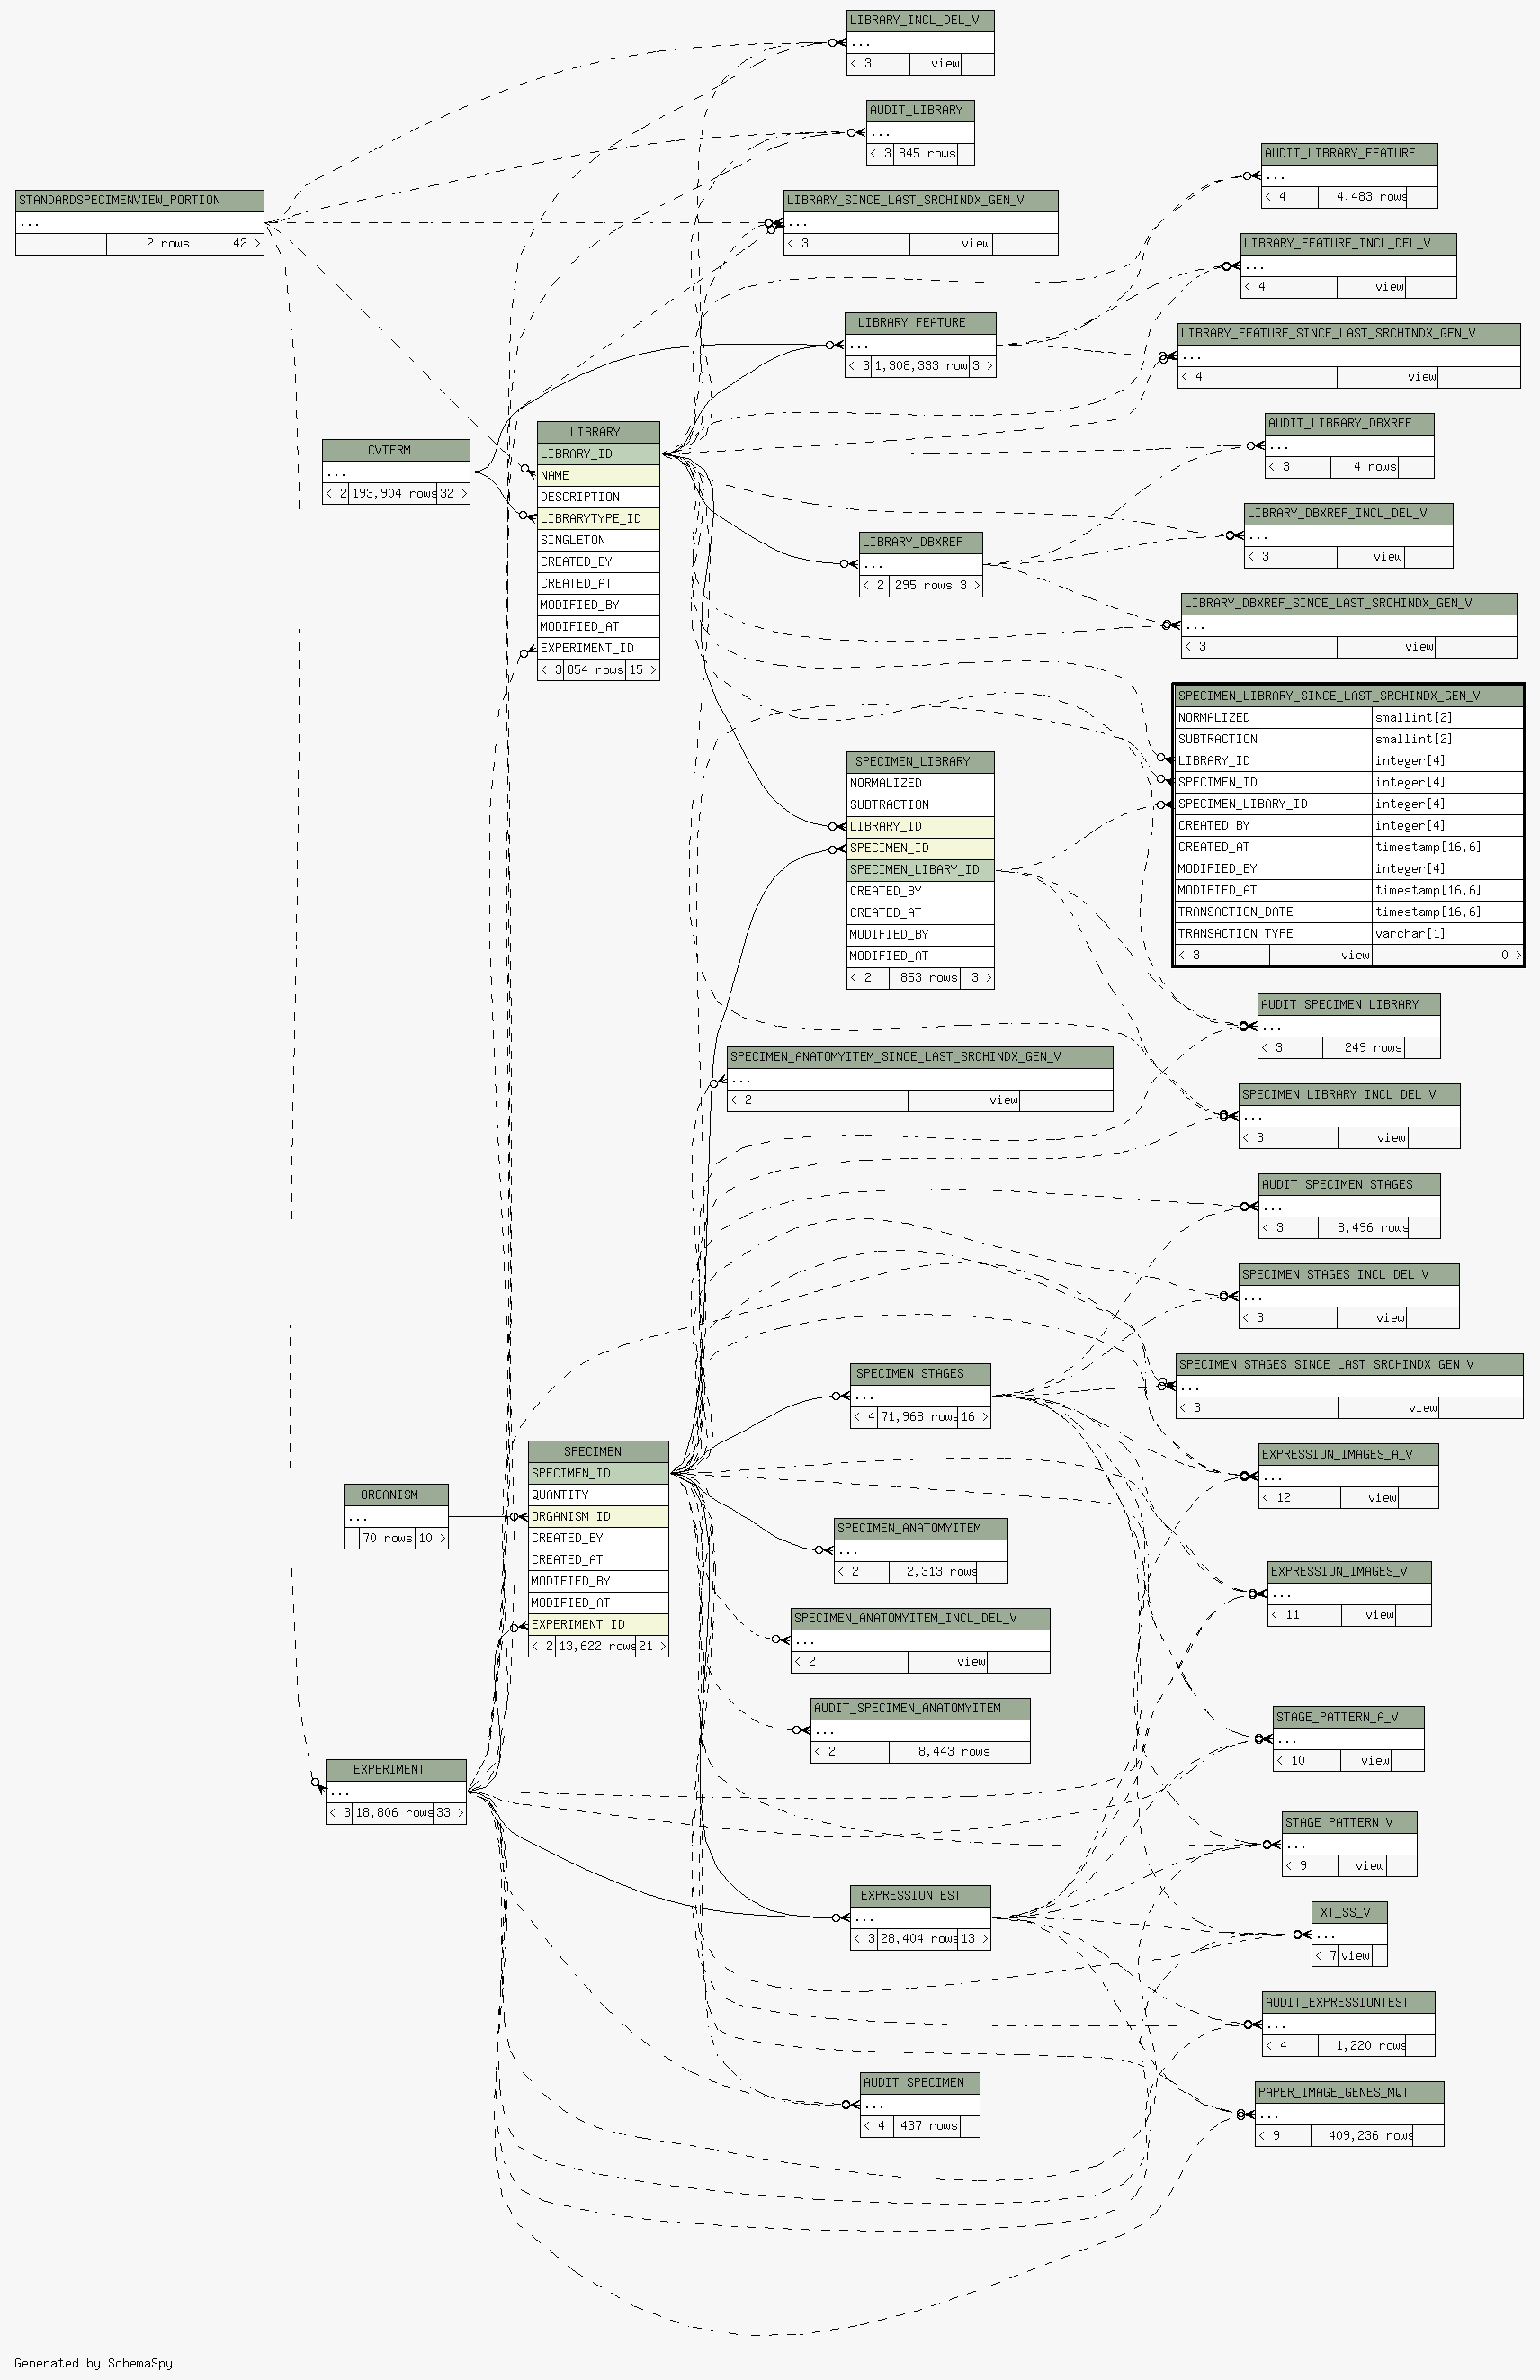 LIBRARY_INCL_DEL_V
...
< 3 view
AUDIT_LIBRARY
...
< 3 845 rows
AUDIT_LIBRARY_FEATURE
...
< 4 4,483 rows
STANDARDSPECIMENVIEW_PORTION
...
2 rows 42 >
LIBRARY_SINCE_LAST_SRCHINDX_GEN_V
...
< 3 view
LIBRARY_FEATURE_INCL_DEL_V
...
< 4 view
LIBRARY_FEATURE
...
< 3 1,308,333 row 3 >
LIBRARY_FEATURE_SINCE_LAST_SRCHINDX_GEN_V
...
< 4 view
CVTERM
...
< 2 193,904 rows 32 >
LIBRARY
LIBRARY_ID
NAME
DESCRIPTION
LIBRARYTYPE_ID
SINGLETON
CREATED_BY
CREATED_AT
MODIFIED_BY
MODIFIED_AT
EXPERIMENT_ID
< 3 854 rows 15 >
AUDIT_LIBRARY_DBXREF
...
< 3 4 rows
LIBRARY_DBXREF_INCL_DEL_V
...
< 3 view
LIBRARY_DBXREF
...
< 2 295 rows 3 >
LIBRARY_DBXREF_SINCE_LAST_SRCHINDX_GEN_V
...
< 3 view
SPECIMEN_LIBRARY_SINCE_LAST_SRCHINDX_GEN_V
NORMALIZED smallint[2]
SUBTRACTION smallint[2]
LIBRARY_ID integer[4]
SPECIMEN_ID integer[4]
SPECIMEN_LIBARY_ID integer[4]
CREATED_BY integer[4]
CREATED_AT timestamp[16,6]
MODIFIED_BY integer[4]
MODIFIED_AT timestamp[16,6]
TRANSACTION_DATE timestamp[16,6]
TRANSACTION_TYPE varchar[1]
< 3 view 0 >
SPECIMEN_LIBRARY
NORMALIZED
SUBTRACTION
LIBRARY_ID
SPECIMEN_ID
SPECIMEN_LIBARY_ID
CREATED_BY
CREATED_AT
MODIFIED_BY
MODIFIED_AT
< 2 853 rows 3 >
AUDIT_SPECIMEN_LIBRARY
...
< 3 249 rows
SPECIMEN_ANATOMYITEM_SINCE_LAST_SRCHINDX_GEN_V
...
< 2 view
SPECIMEN_LIBRARY_INCL_DEL_V
...
< 3 view
AUDIT_SPECIMEN_STAGES
...
< 3 8,496 rows
SPECIMEN_STAGES_INCL_DEL_V
...
< 3 view
SPECIMEN_STAGES_SINCE_LAST_SRCHINDX_GEN_V
...
< 3 view
SPECIMEN_STAGES
...
< 4 71,968 rows 16 >
EXPRESSION_IMAGES_A_V
...
< 12 view
SPECIMEN
SPECIMEN_ID
QUANTITY
ORGANISM_ID
CREATED_BY
CREATED_AT
MODIFIED_BY
MODIFIED_AT
EXPERIMENT_ID
< 2 13,622 rows 21 >
ORGANISM
...
70 rows 10 >
SPECIMEN_ANATOMYITEM
...
< 2 2,313 rows
EXPRESSION_IMAGES_V
...
< 11 view
SPECIMEN_ANATOMYITEM_INCL_DEL_V
...
< 2 view
AUDIT_SPECIMEN_ANATOMYITEM
...
< 2 8,443 rows
STAGE_PATTERN_A_V
...
< 10 view
EXPERIMENT
...
< 3 18,806 rows 33 >
STAGE_PATTERN_V
...
< 9 view
EXPRESSIONTEST
...
< 3 28,404 rows 13 >
XT_SS_V
...
< 7 view
AUDIT_EXPRESSIONTEST
...
< 4 1,220 rows
AUDIT_SPECIMEN
...
< 4 437 rows
PAPER_IMAGE_GENES_MQT
...
< 9 409,236 rows
Generated by SchemaSpy